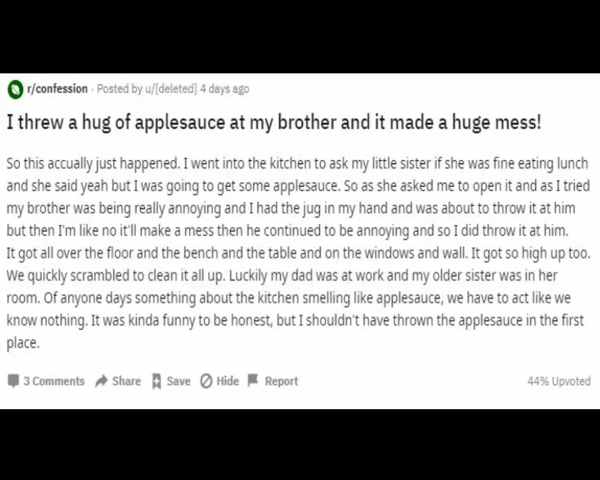 r/confession · Posted by u/[deleted] 4 days ago
I threw a hug of applesauce at my brother and it made a huge mess!
So this accually just happened. I went into the kitchen to ask my little sister if she was fine eating lunch
and she said yeah but I was going to get some applesauce. So as she asked me to open it and as I tried
my brother was being really annoying and I had the jug in my hand and was about to throw it at him
but then I'm like no it'll make a mess then he continued to be annoying and so I did throw it at him.
It got all over the floor and the bench and the table and on the windows and wall. It got so high up too.
We quickly scrambled to clean it all up. Luckily my dad was at work and my older sister was in her
room. Of anyone days something about the kitchen smelling like applesauce, we have to act like we
know nothing. It was kinda funny to be honest, but I shouldn't have thrown the applesauce in the first
place.
3 Comments Share Save Hide Report 44% Upvoted